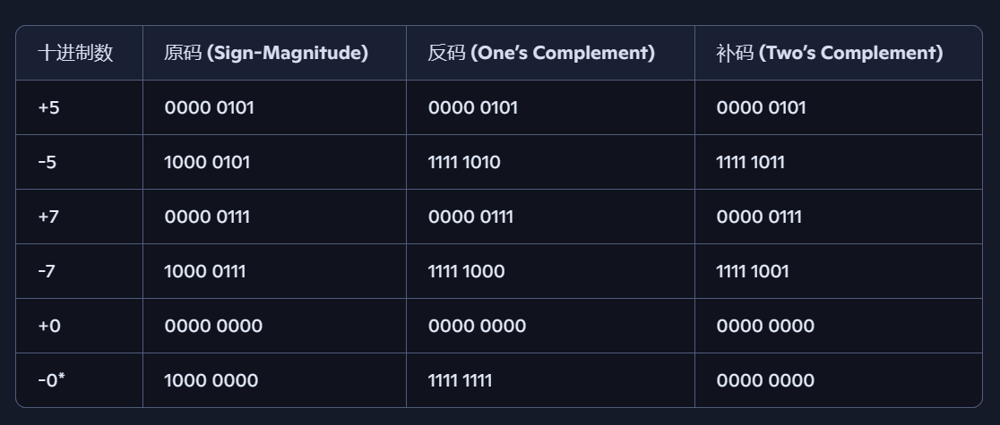 十进制数 原码 (Sign-Magnitude) 反码 (One’s Complement) 补码 (Two’s Complement)
+5 0000 0101 0000 0101 0000 0101
-5 1000 0101 1111 1010 1111 1011
+7 0000 0111 0000 0111 0000 0111
-7 1000 0111 1111 1000 1111 1001
+0 0000 0000 0000 0000 0000 0000
-0* 1000 0000 1111 1111 0000 0000